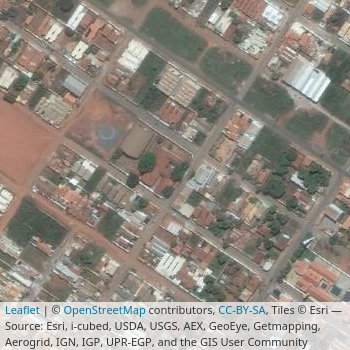 Leaflet | © OpenStreetMap contributors, CC-BY-SA, Tiles © Esri —
Source: Esri, i-cubed, USDA, USGS, AEX, GeoEye, Getmapping,
Aerogrid, IGN, IGP, UPR-EGP, and the GIS User Community